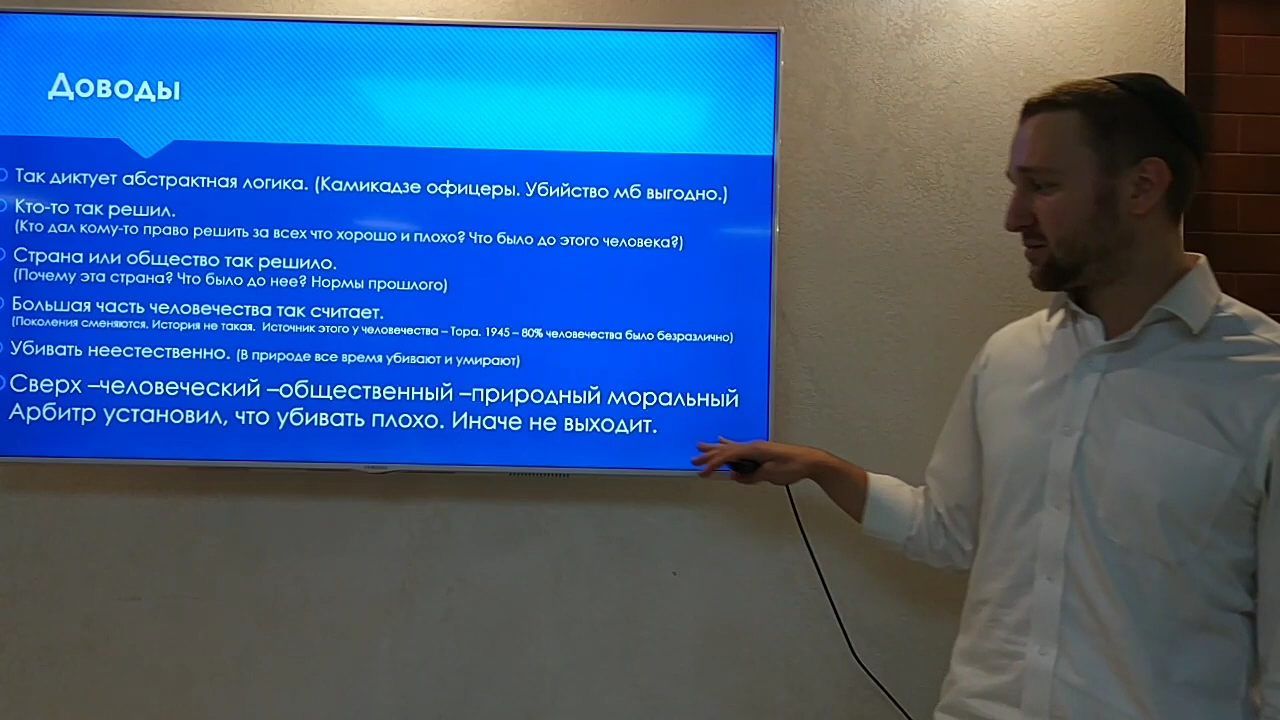 Доводы
Так диктует абстрактная логика. (Камикадзе офицеры. Убийство мб выгодно.)
Кто-то так решил.
(Кто дал кому-то право решить за всех что хорошо и плохо? Что было до этого человека?)
Страна или общество так решило.
(Почему эта страна? Что было до нее? Нормы прошлого)
Большая часть человечества так считает.
(Поколения сменяются. История не такая. Источник этого у человечества – Тора. 1945 – 80% человечества было безразлично)
Убивать неестественно. (В природе все время убивают и умирают)
Сверх –человеческий –общественный –природный моральный
Арбитр установил, что убивать плохо. Иначе не выходит.